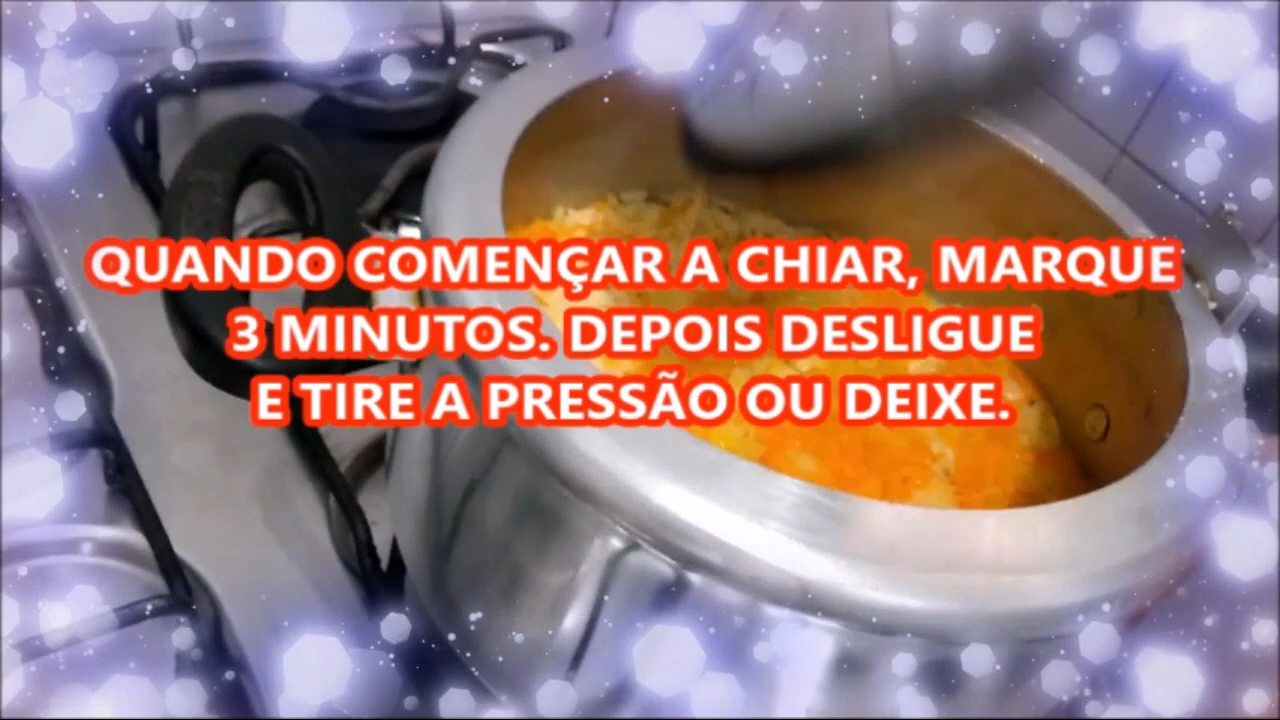 QUANDO COMENÇAR A CHIAR, MARQUE
3 MINUTOS. DEPOIS DESLIGUE
E TIRE A PRESSÃO OU DEIXE.